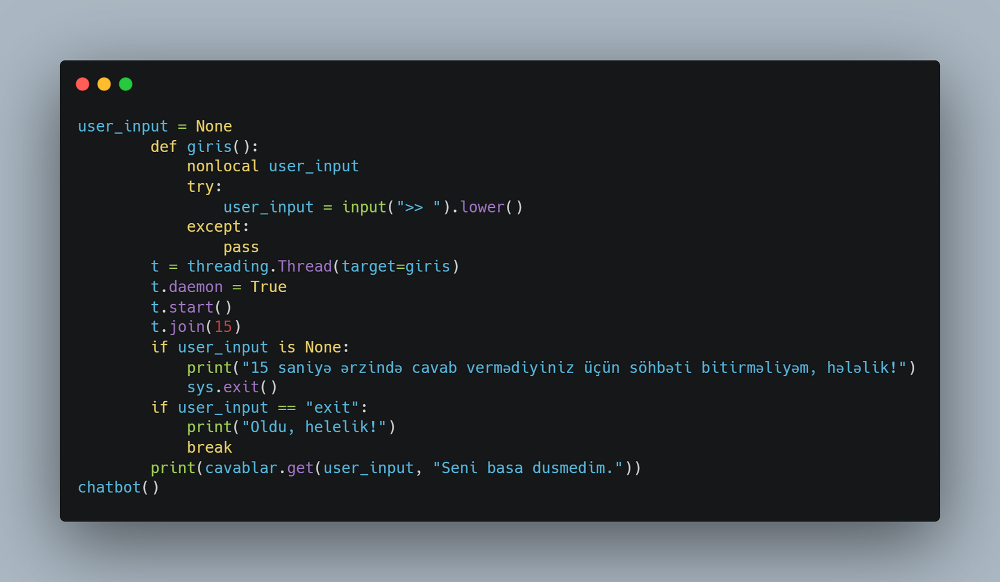 user_input = None
        def giris():
            nonlocal user_input
            try:
                user_input = input(">> ").lower()
            except:
                pass
        t = threading.Thread(target=giris)
        t.daemon = True
        t.start()
        t.join(15)
        if user_input is None:
            print("15 saniyə ərzində cavab vermədiyiniz üçün söhbəti bitirməliyəm, hələlik!")
            sys.exit()
        if user_input == "exit":
            print("Oldu, helelik!")
            break
        print(cavablar.get(user_input, "Seni basa dusmedim."))
chatbot()